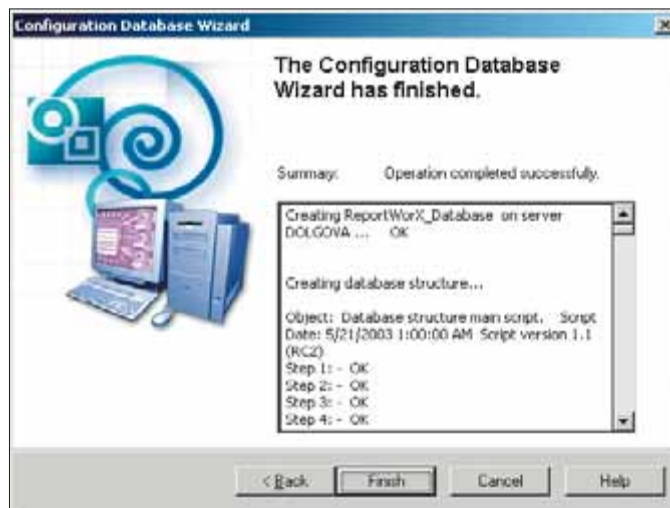 Configuration Database Wizard
The Configuration Database
Wizard has finished.
Summary: Operation completed successfully.
Creating ReportWorX_Database on server
DOLGOVA ... OK
Creating database structure...
Object: Database structure main script. Script
Date: 5/21/2003 1:00:00 AM Script version 1.1
(RC2)
Step 1: - OK
Step 2: - OK
Step 3: - OK
Step 4: - OK
< Back Finish Cancel Help